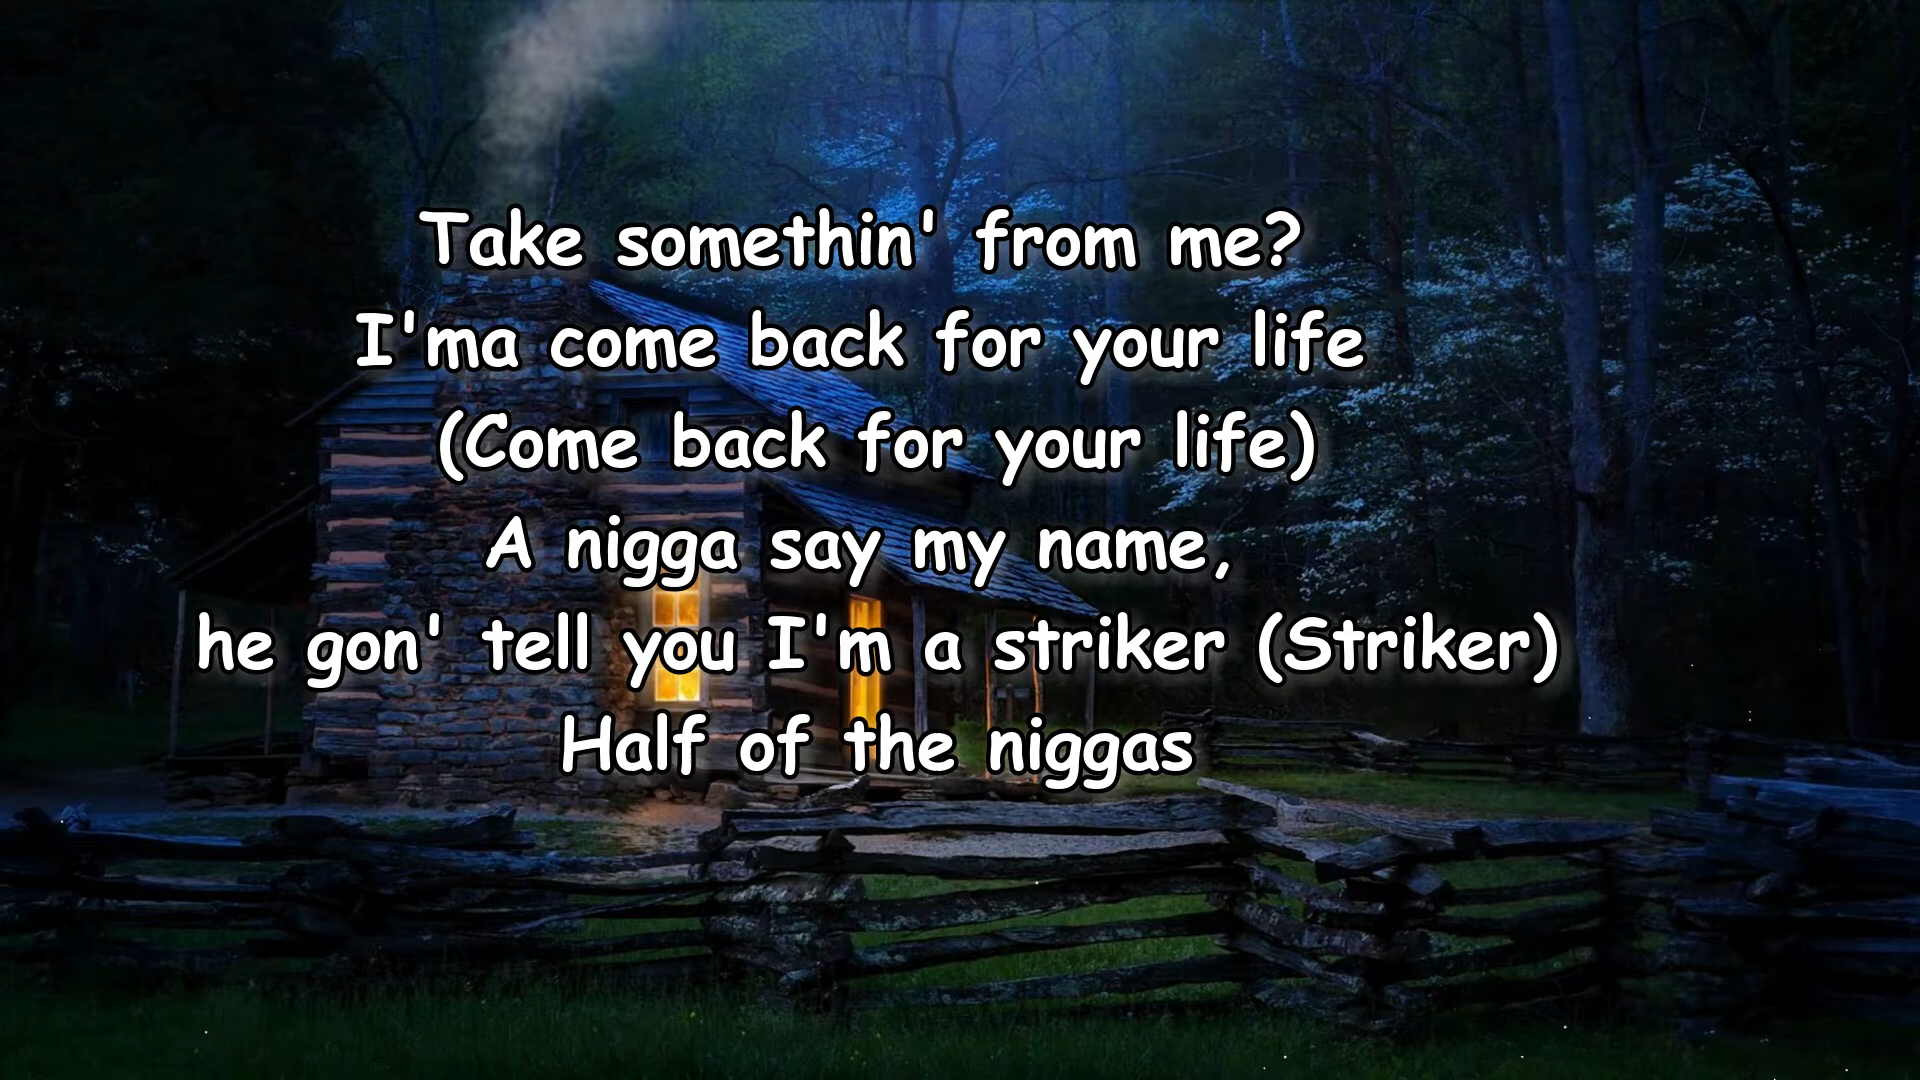 Take somethin' from me?
I'ma come back for your life
(Come back for your life)
A nigga say my name,
he gon' tell you I'm a striker (Striker)
Half of the niggas